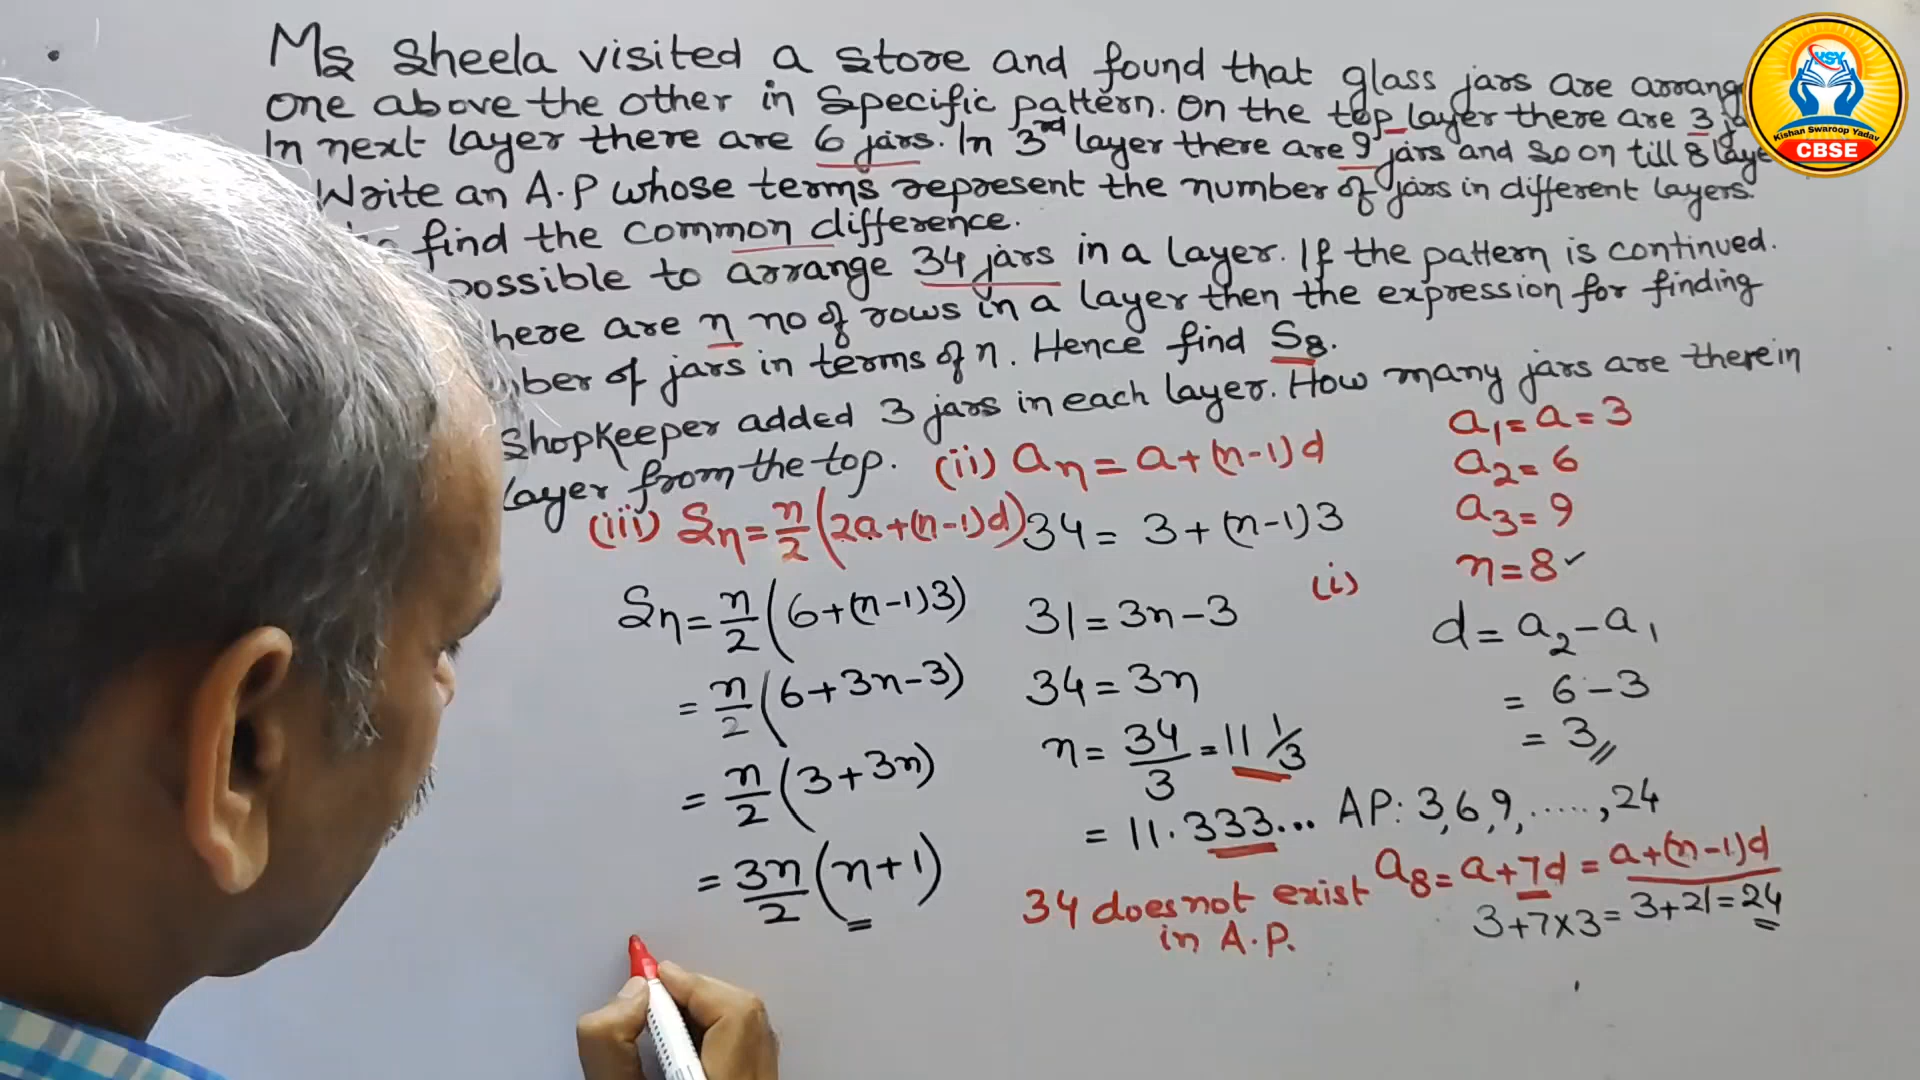 Ms Sheela visited a store and found that glass jars are arrang
one above the other in specific pattern. On the top layer there are 3 ja
In next layer there are 6 jars. In 3rd layer there are 9 jars and so on till 8 laye
Write an A.P whose terms represent the number of jars in different layers.
find the common difference.
possible to arrange 34 jars in a layer. If the pattern is continued.
here are n no of rows in a layer then the expression for finding
ber of jars in terms of n. Hence find S8.
Shopkeeper added 3 jars in each layer. How many jars are there in
layer from the top.
(ii) an = a+(n-1)d
34 = 3+(n-1)3
31 = 3n-3
34 = 3n
n = 34/3 = 11 1/3
= 11.333...
34 does not exist
in A.P.
(iii) Sn = n/2 (2a+(n-1)d)
Sn = n/2 (6+(n-1)3)
= n/2 (6+3n-3)
= n/2 (3+3n)
= 3n/2 (n+1)
a1 = a = 3
a2 = 6
a3 = 9
n = 8 ✓
(i)
d = a2 - a1
= 6-3
= 3
AP: 3,6,9,.....,24
a8 = a+7d = a+(n-1)d
3+7×3 = 3+21 = 24
KSY
Kishan Swaroop Yadav
CBSE